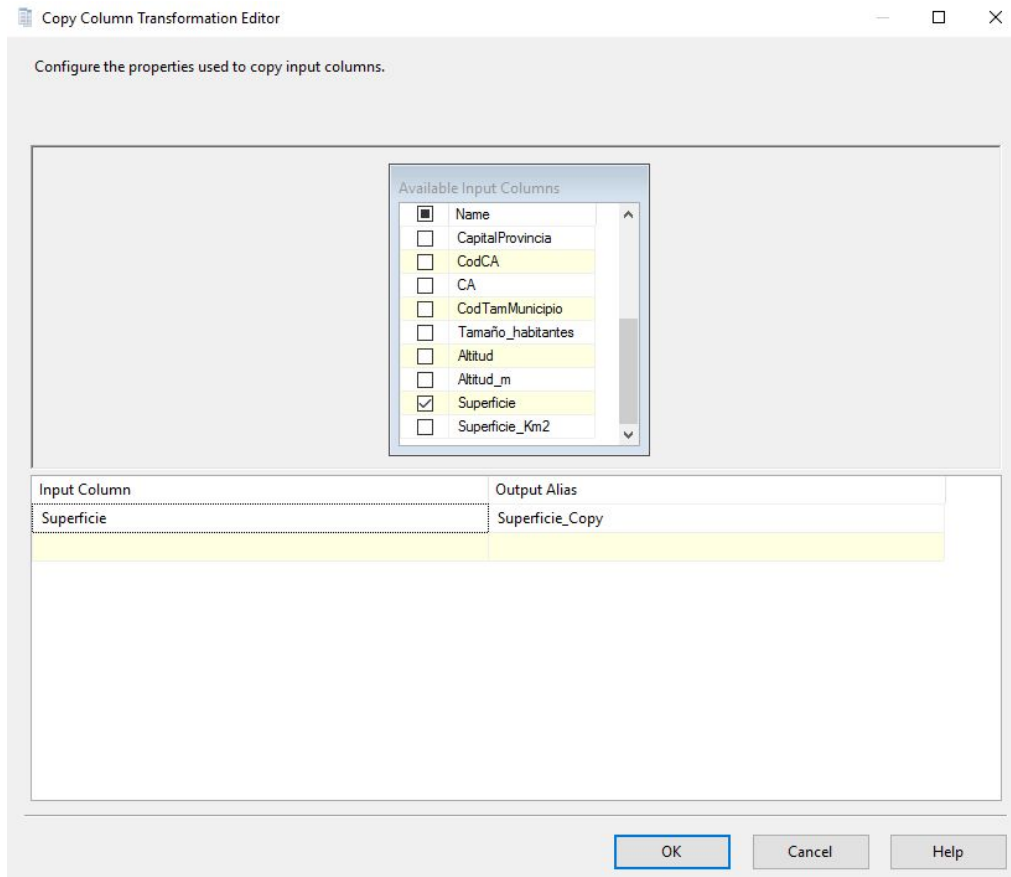 Copy Column Transformation Editor
Configure the properties used to copy input columns.
Available Input Columns
Name
CapitalProvincia
CodCA
CA
CodTamMunicipio
Tamaño_habitantes
Altitud
Altitud_m
Superficie
Superficie_Km2
Input Column Output Alias
Superficie Superficie_Copy
OK Cancel Help